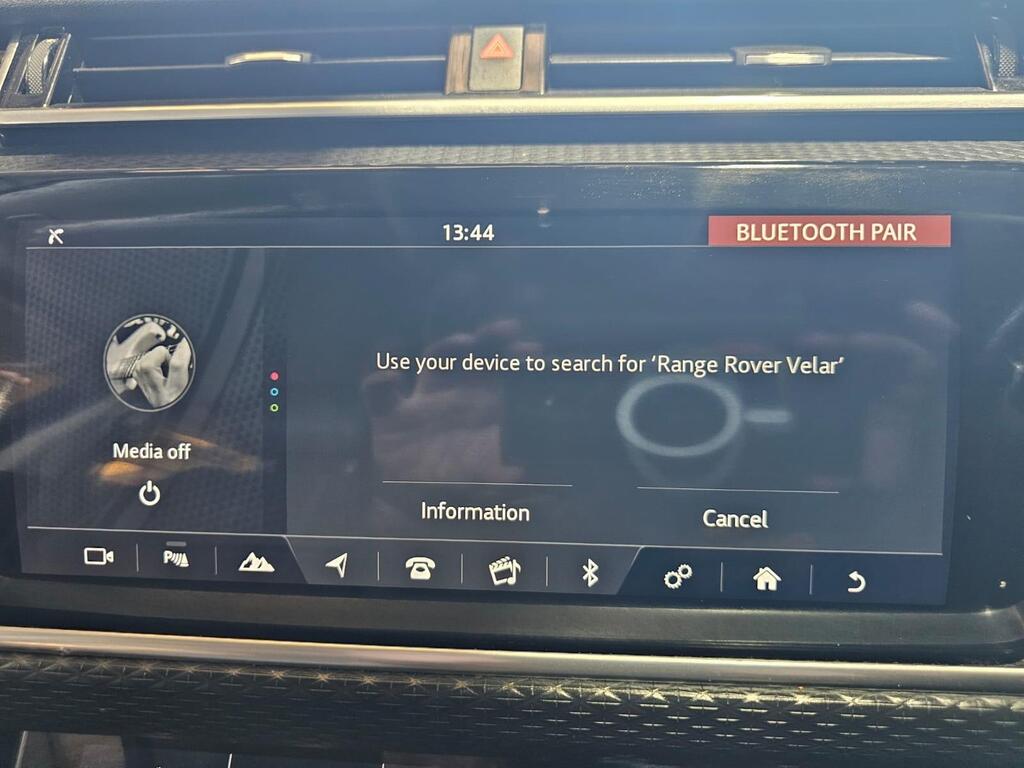 13:44
BLUETOOTH PAIR
Use your device to search for ‘Range Rover Velar’
Media off
Information
Cancel
P